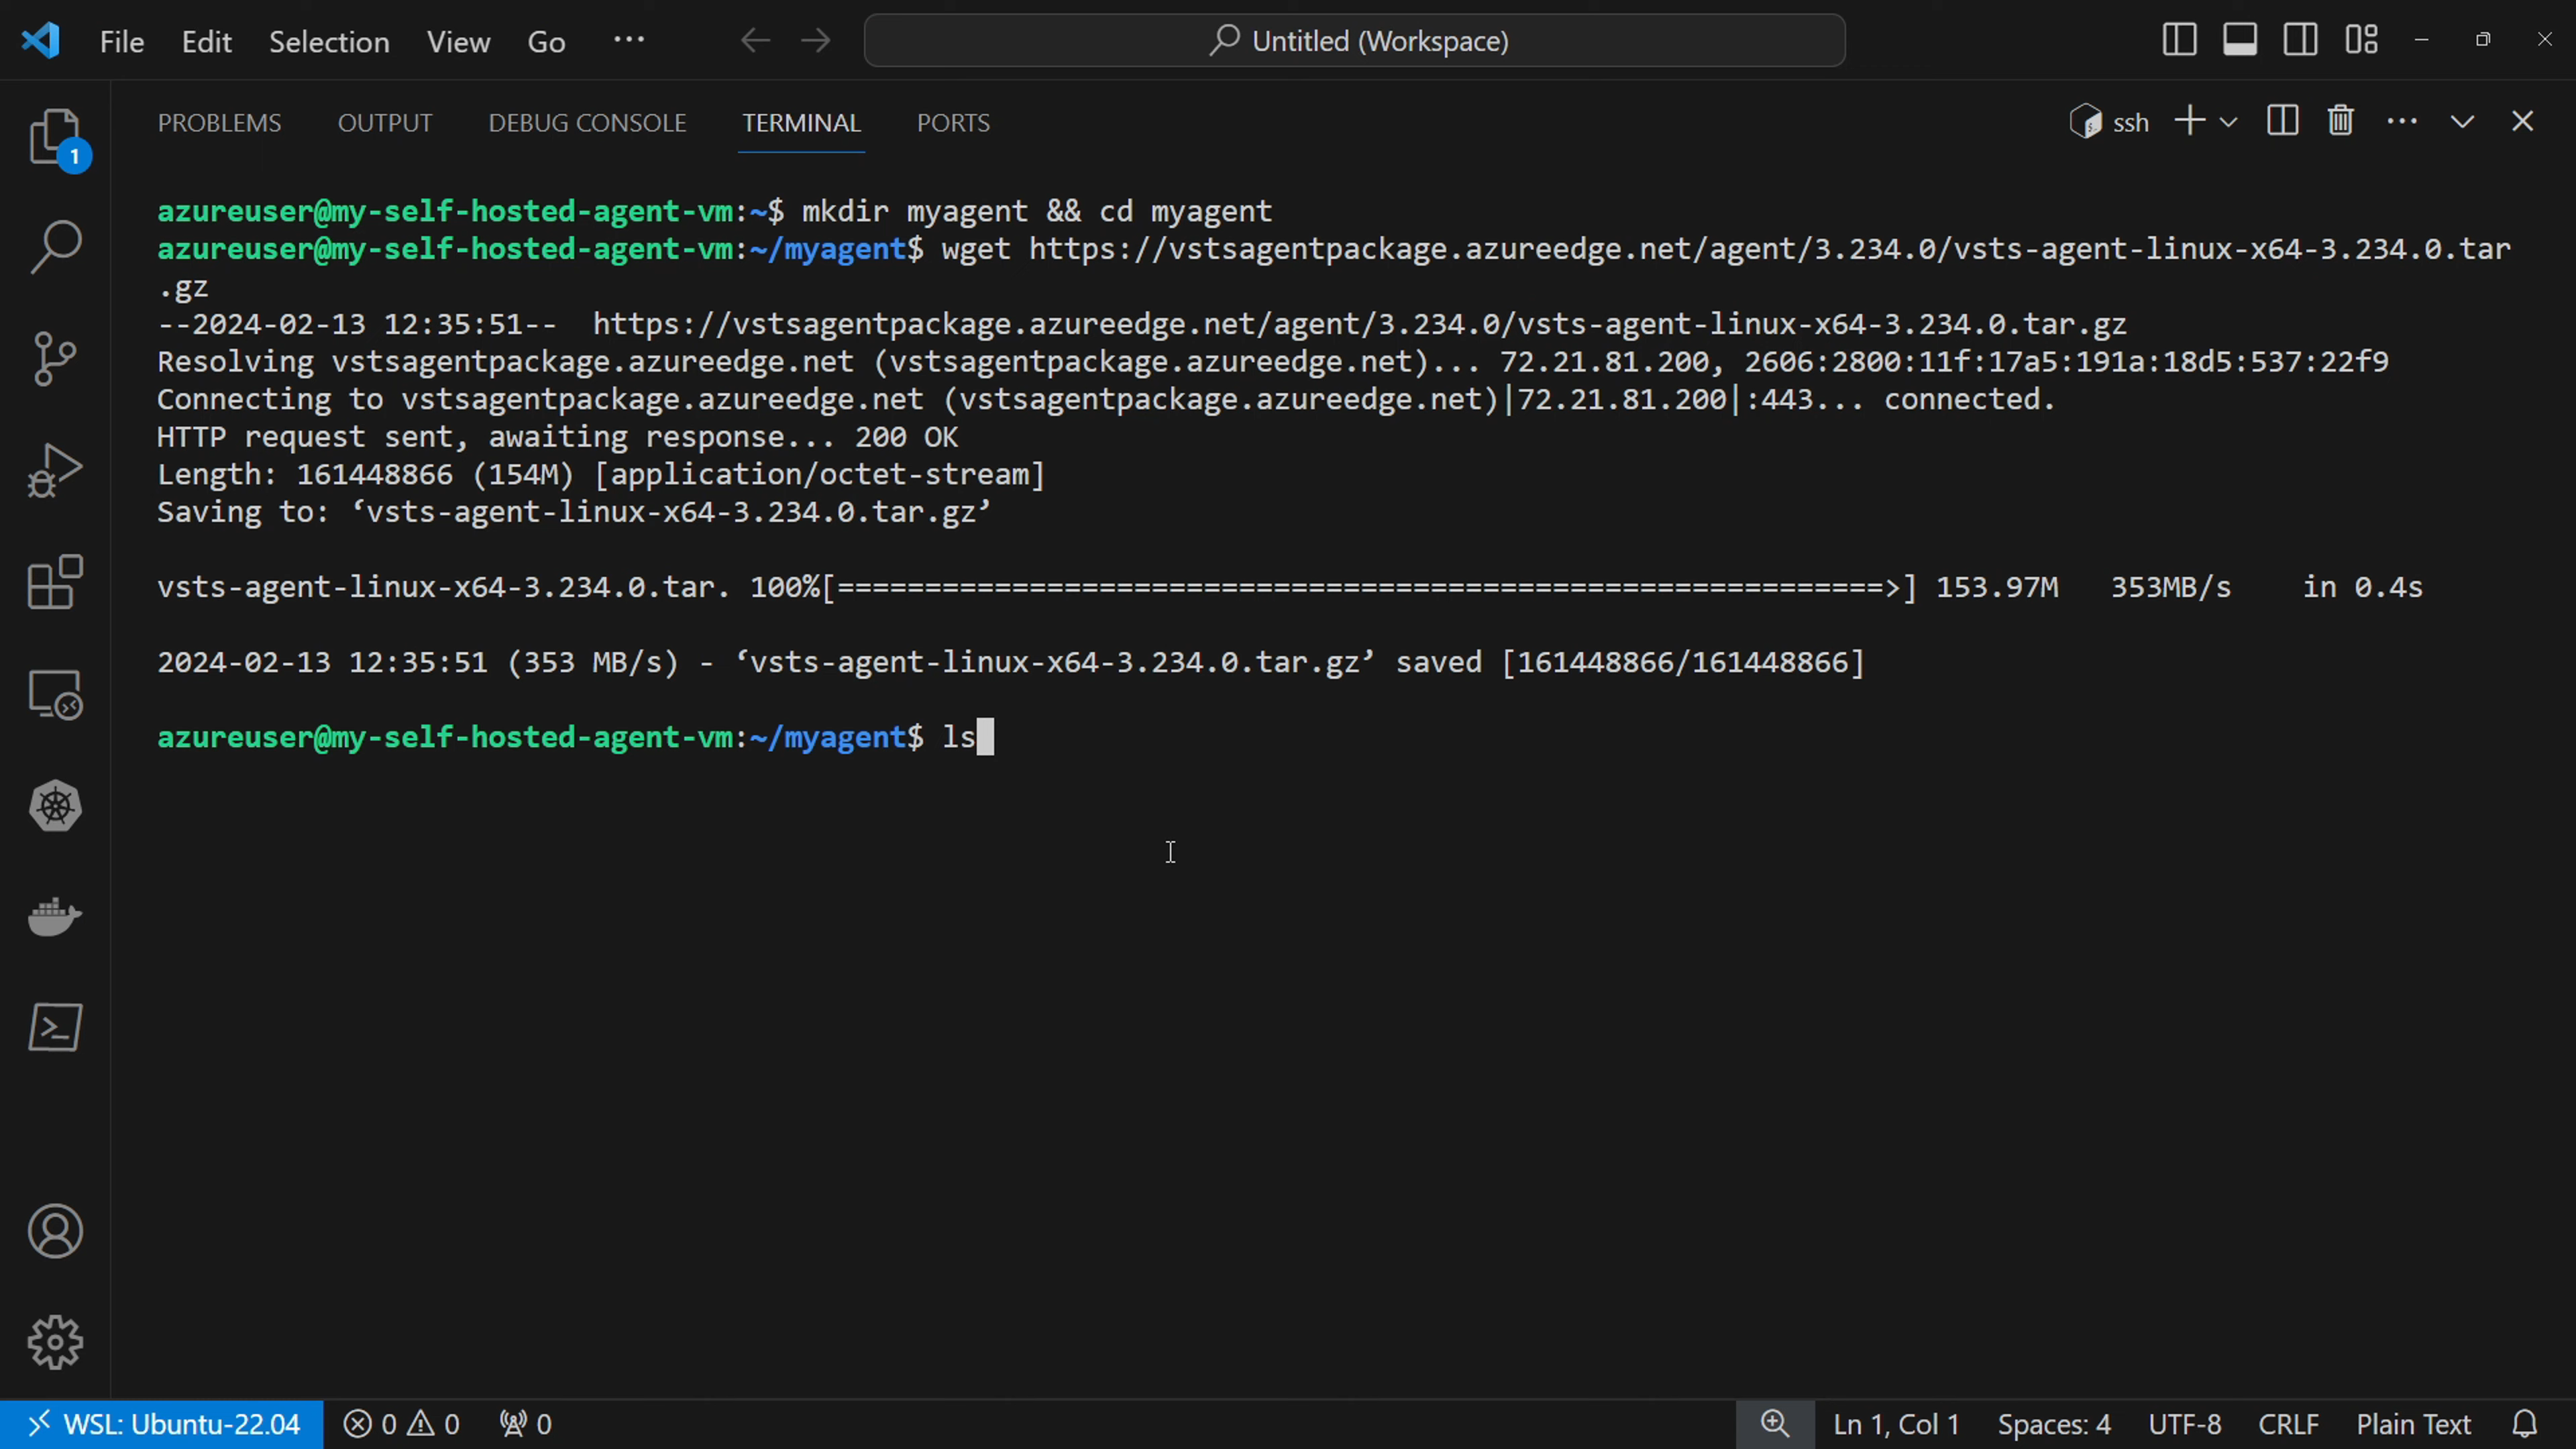 File Edit Selection View Go ··· Untitled (Workspace)
PROBLEMS OUTPUT DEBUG CONSOLE TERMINAL PORTS ssh
1
azureuser@my-self-hosted-agent-vm:~$ mkdir myagent && cd myagent
azureuser@my-self-hosted-agent-vm:~/myagent$ wget https://vstsagentpackage.azureedge.net/agent/3.234.0/vsts-agent-linux-x64-3.234.0.tar
.gz
--2024-02-13 12:35:51--  https://vstsagentpackage.azureedge.net/agent/3.234.0/vsts-agent-linux-x64-3.234.0.tar.gz
Resolving vstsagentpackage.azureedge.net (vstsagentpackage.azureedge.net)... 72.21.81.200, 2606:2800:11f:17a5:191a:18d5:537:22f9
Connecting to vstsagentpackage.azureedge.net (vstsagentpackage.azureedge.net)|72.21.81.200|:443... connected.
HTTP request sent, awaiting response... 200 OK
Length: 161448866 (154M) [application/octet-stream]
Saving to: ‘vsts-agent-linux-x64-3.234.0.tar.gz’
vsts-agent-linux-x64-3.234.0.tar. 100%[============================================================>] 153.97M   353MB/s    in 0.4s
2024-02-13 12:35:51 (353 MB/s) - ‘vsts-agent-linux-x64-3.234.0.tar.gz’ saved [161448866/161448866]
azureuser@my-self-hosted-agent-vm:~/myagent$ ls
WSL: Ubuntu-22.04 0 0 0 Ln 1, Col 1 Spaces: 4 UTF-8 CRLF Plain Text